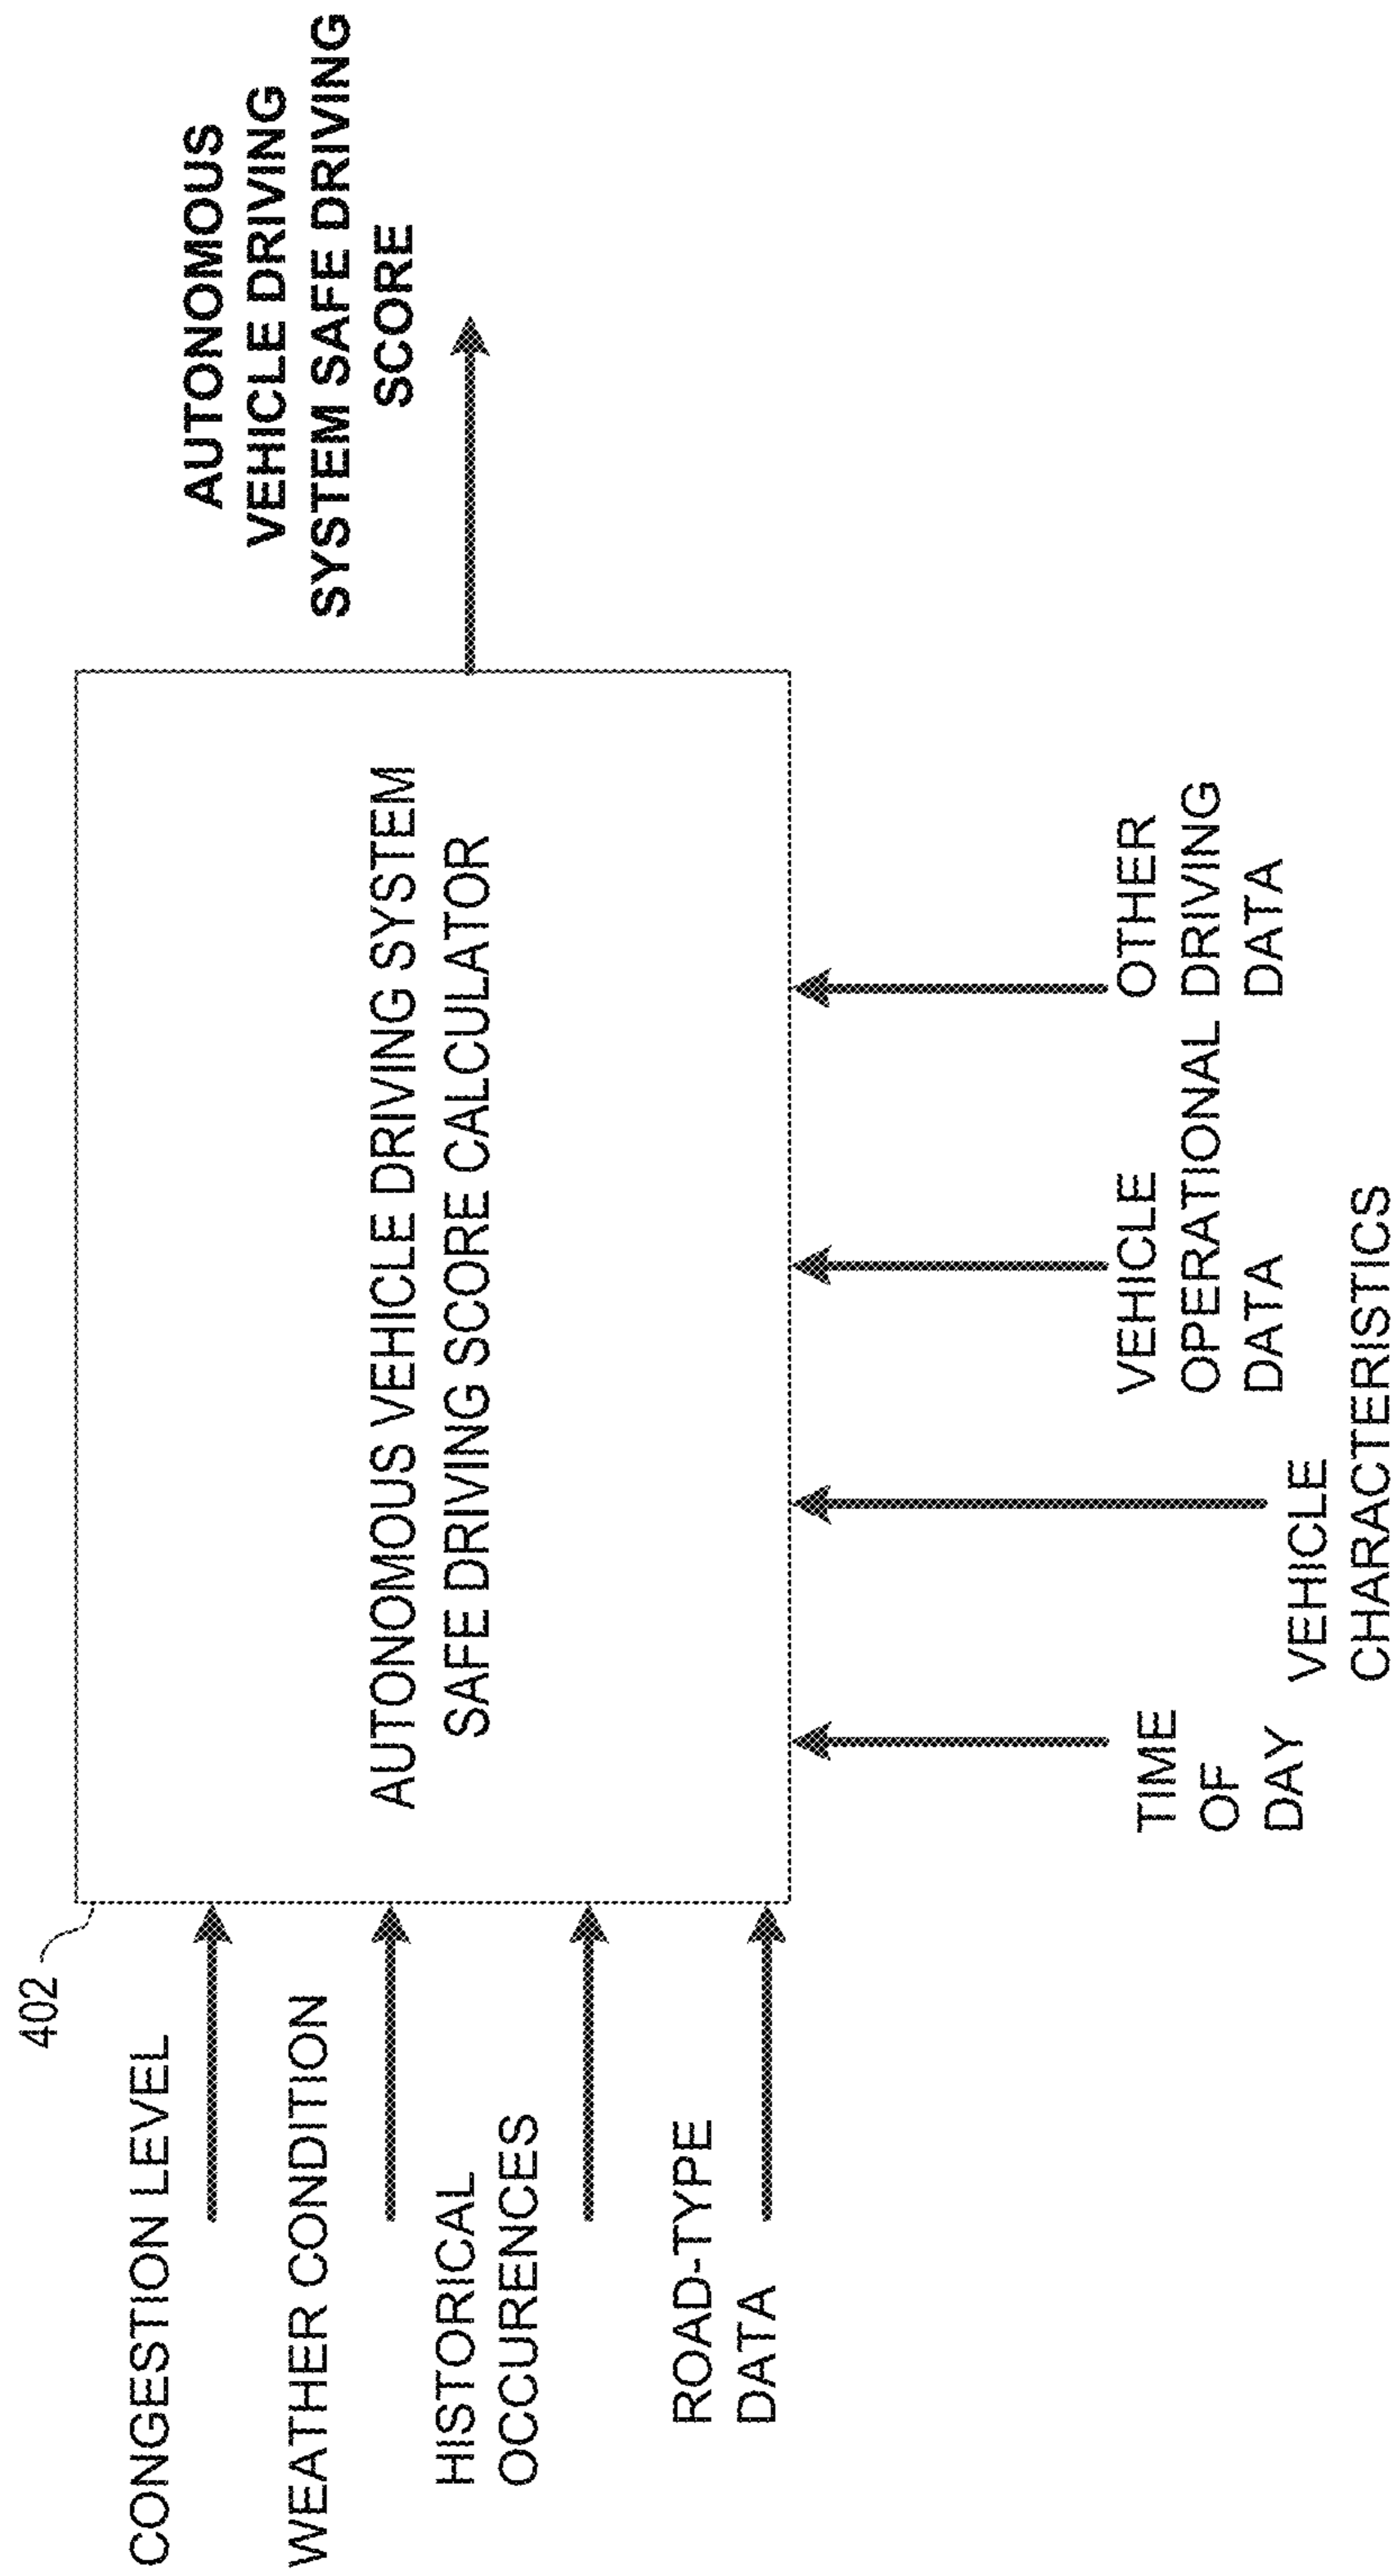 402
CONGESTION LEVEL
WEATHER CONDITION
HISTORICAL
OCCURENCES
ROAD-TYPE
DATA
AUTONOMOUS VEHICLE DRIVING SYSTEM
SAFE DRIVING SCORE CALCULATOR
AUTONOMOUS
VEHICLE DRIVING
SYSTEM SAFE DRIVING
SCORE
TIME
OF
DAY
VEHICLE
CHARACTERISTICS
VEHICLE
OPERATIONAL
DATA
OTHER
DRIVING
DATA